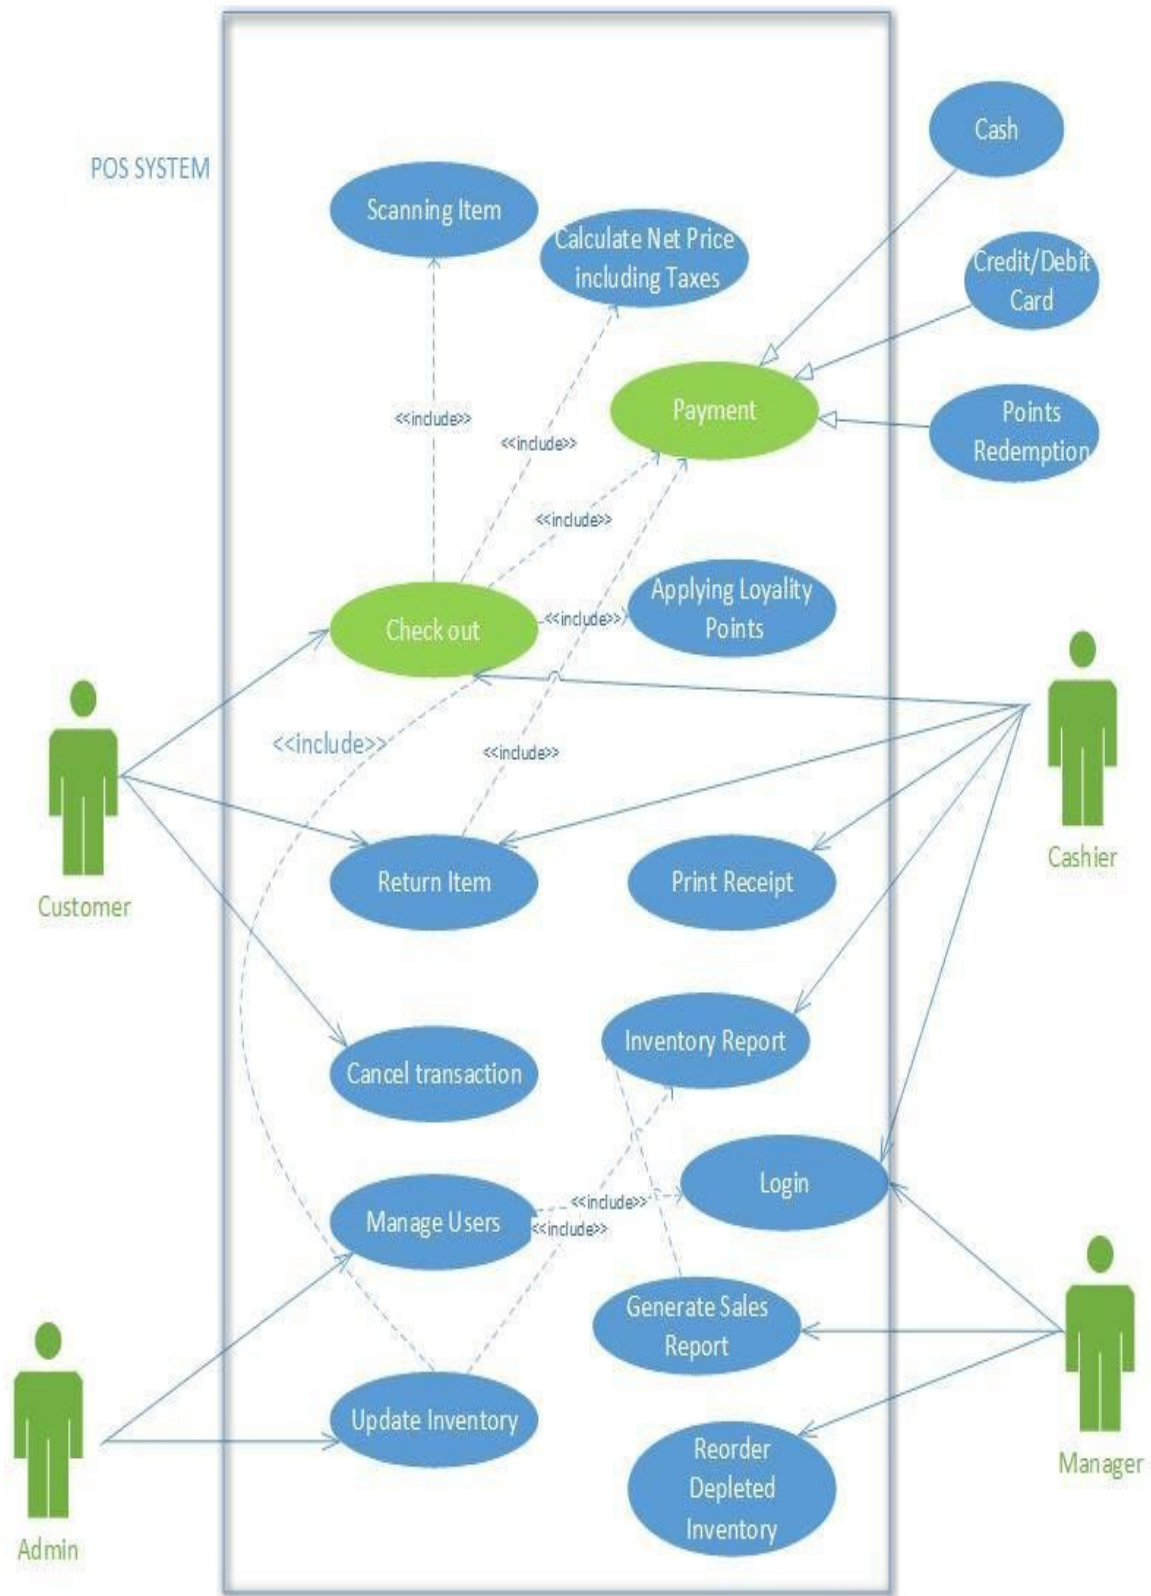 Cash
POS SYSTEM
Scanning Item
Calculate Net Price
including Taxes
Credit/Debit
Card
Payment
Points
Redemption
<<include>>
<<include>>
<<include>>
Applying Loyality
Points
<<include>>
Check out
<<include>>
<<include>>
Customer
Cashier
Return Item
Print Receipt
Inventory Report
Cancel transaction
Login
Manage Users
<<include>>
<<include>>
Generate Sales
Report
Update Inventory
Reorder
Depleted
Inventory
Manager
Admin